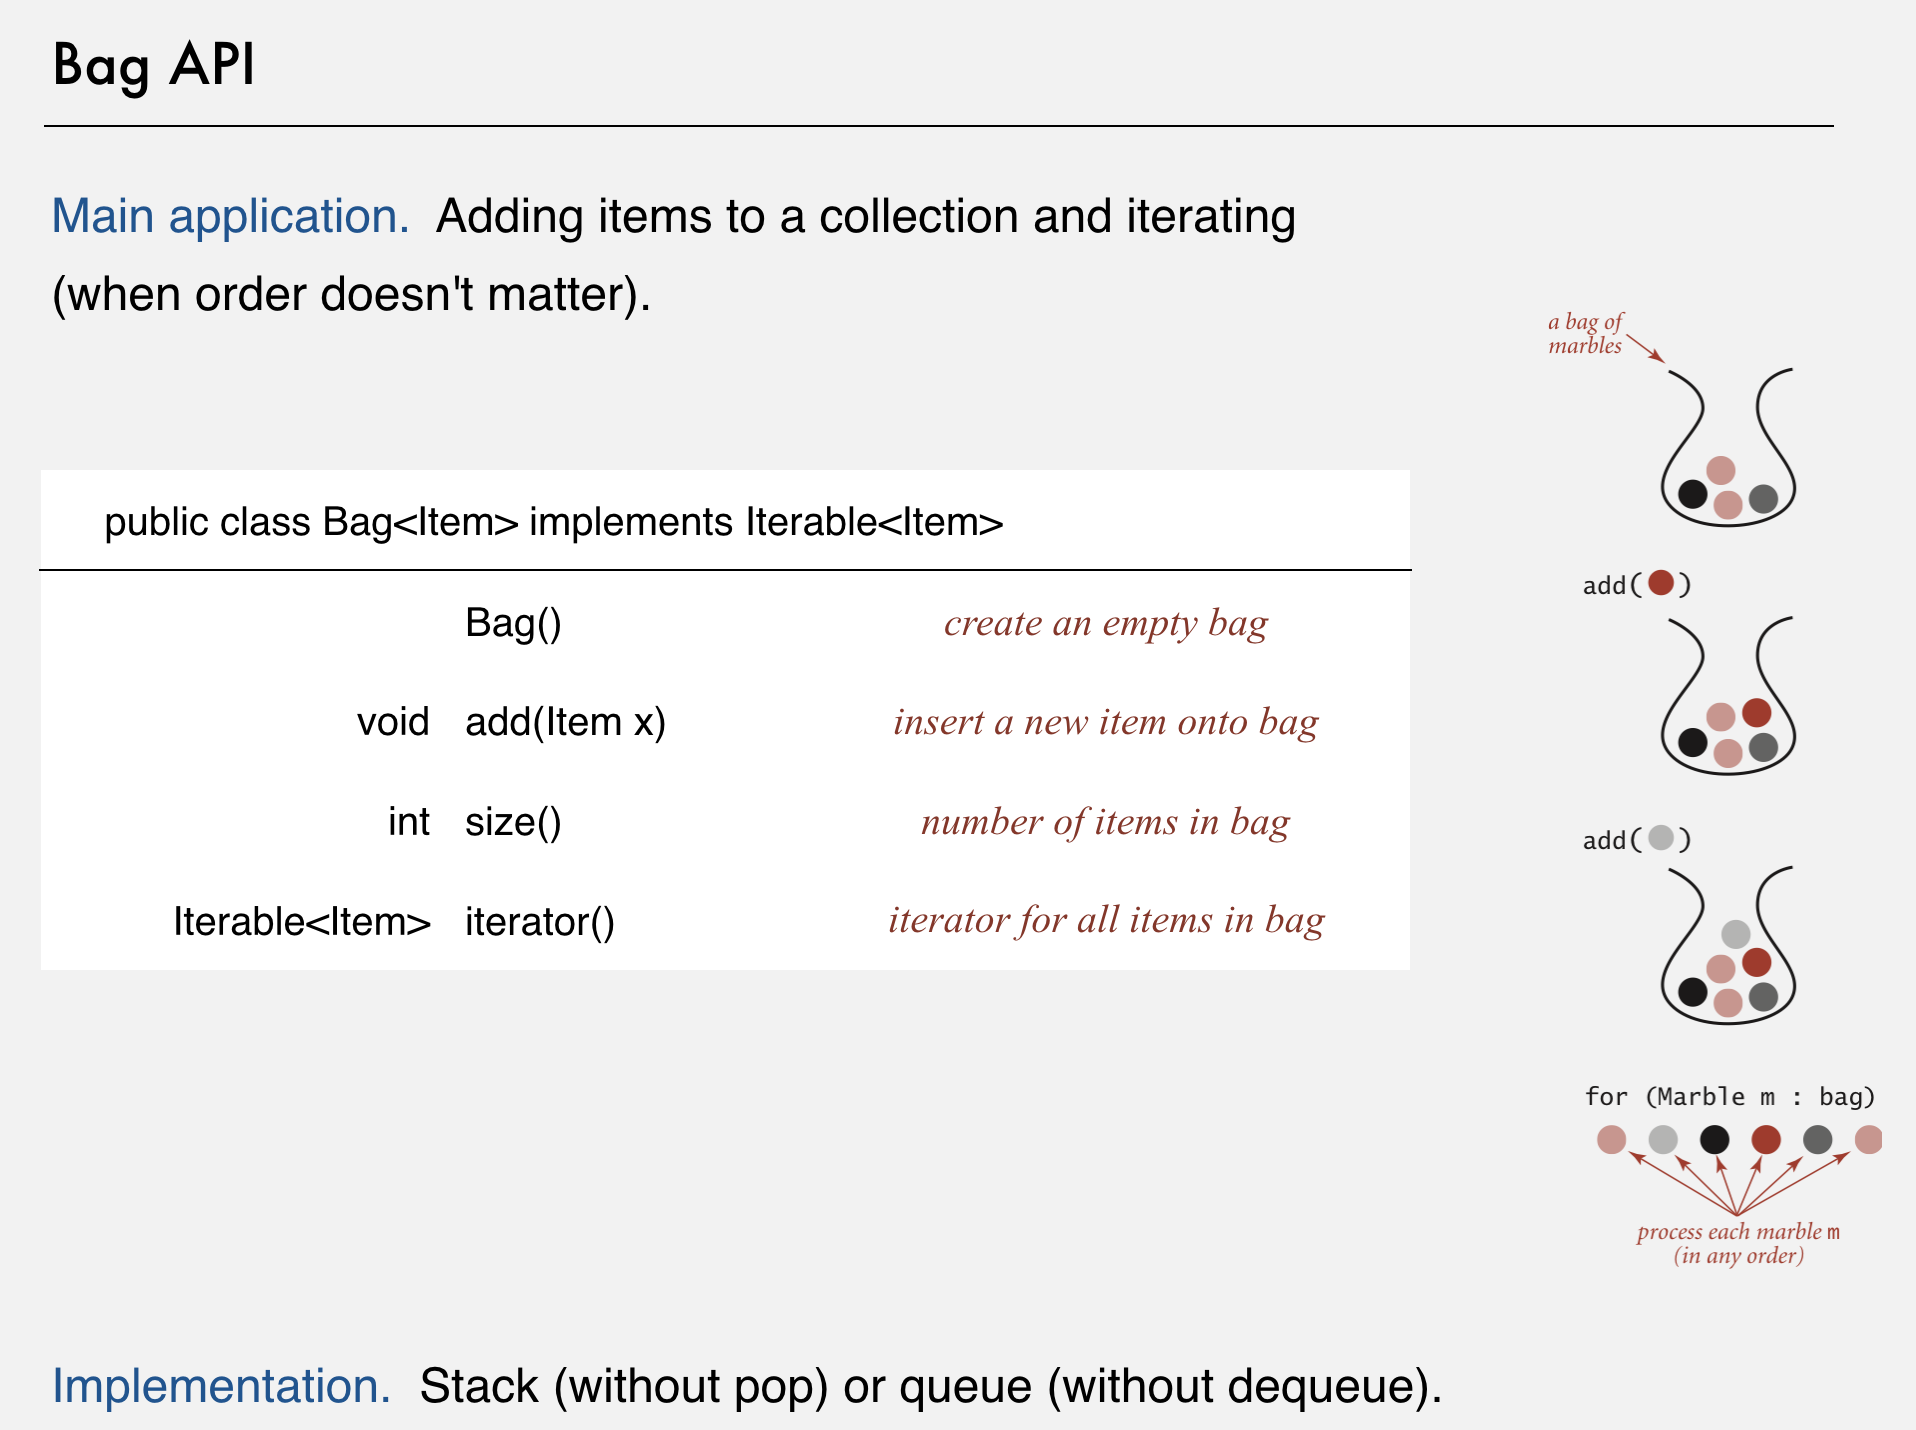 Bag API
Main application. Adding items to a collection and iterating
(when order doesn't matter).
public class Bag<Item> implements Iterable<Item>
Bag() create an empty bag
void add(Item x) insert a new item onto bag
int size() number of items in bag
Iterable<Item> iterator() iterator for all items in bag
a bag of
marbles
add( )
add( )
for (Marble m : bag)
process each marble m
(in any order)
Implementation. Stack (without pop) or queue (without dequeue).